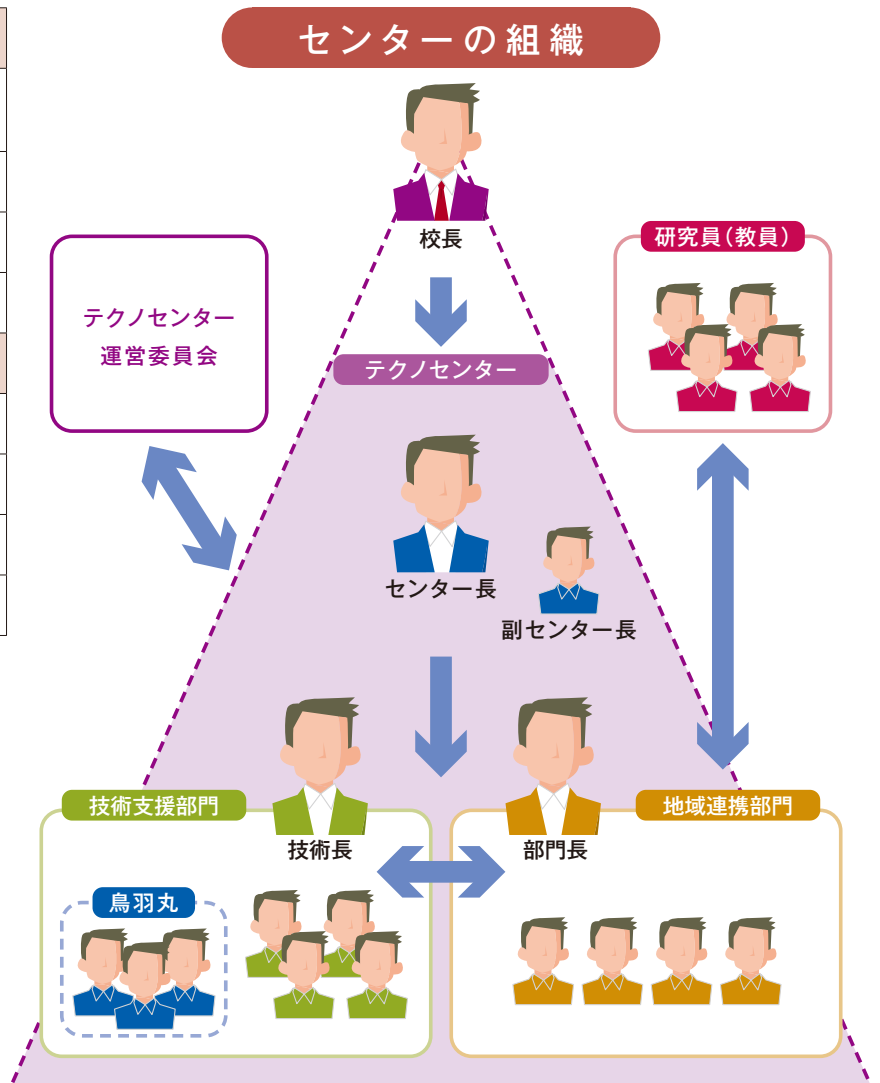 センターの組織
校長
テクノセンター
運営委員会
研究員(教員)
テクノセンター
センター長
副センター長
技術支援部門
技術長
部門長
地域連携部門
鳥羽丸